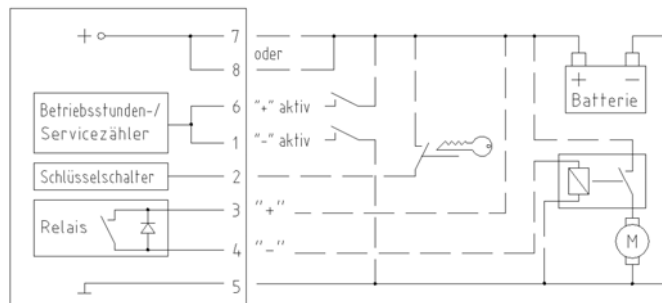 +
7
oder
8
Betriebsstunden-/
Servicezähler
6 "+" aktiv
1 "-" aktiv
+ -
Batterie
Schlüsselschalter
2
Relais
3 "+"
4 "-"
M
5